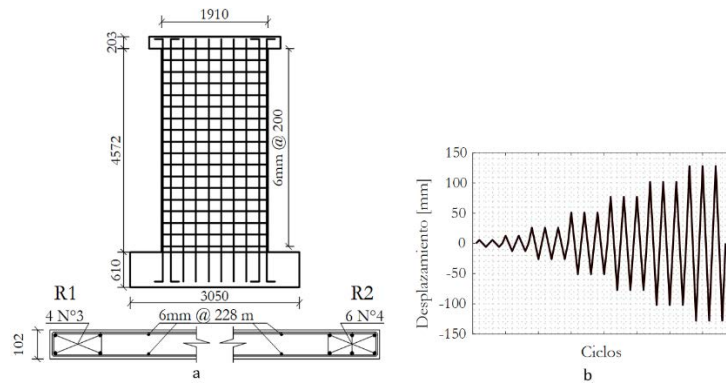 1910
203
4572
6mm @ 200
610
3050
R1
R2
4 N°3
6mm @ 228 m
6 N°4
102
a
Desplazamiento [mm]
150
100
50
0
-50
-100
-150
Ciclos
b